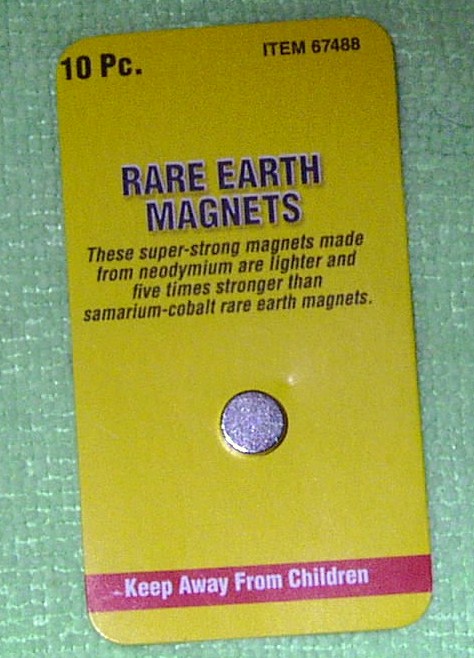 10 Pc.
ITEM 67488
RARE EARTH
MAGNETS
These super-strong magnets made
from neodymium are lighter and
five times stronger than
samarium-cobalt rare earth magnets.
Keep Away From Children